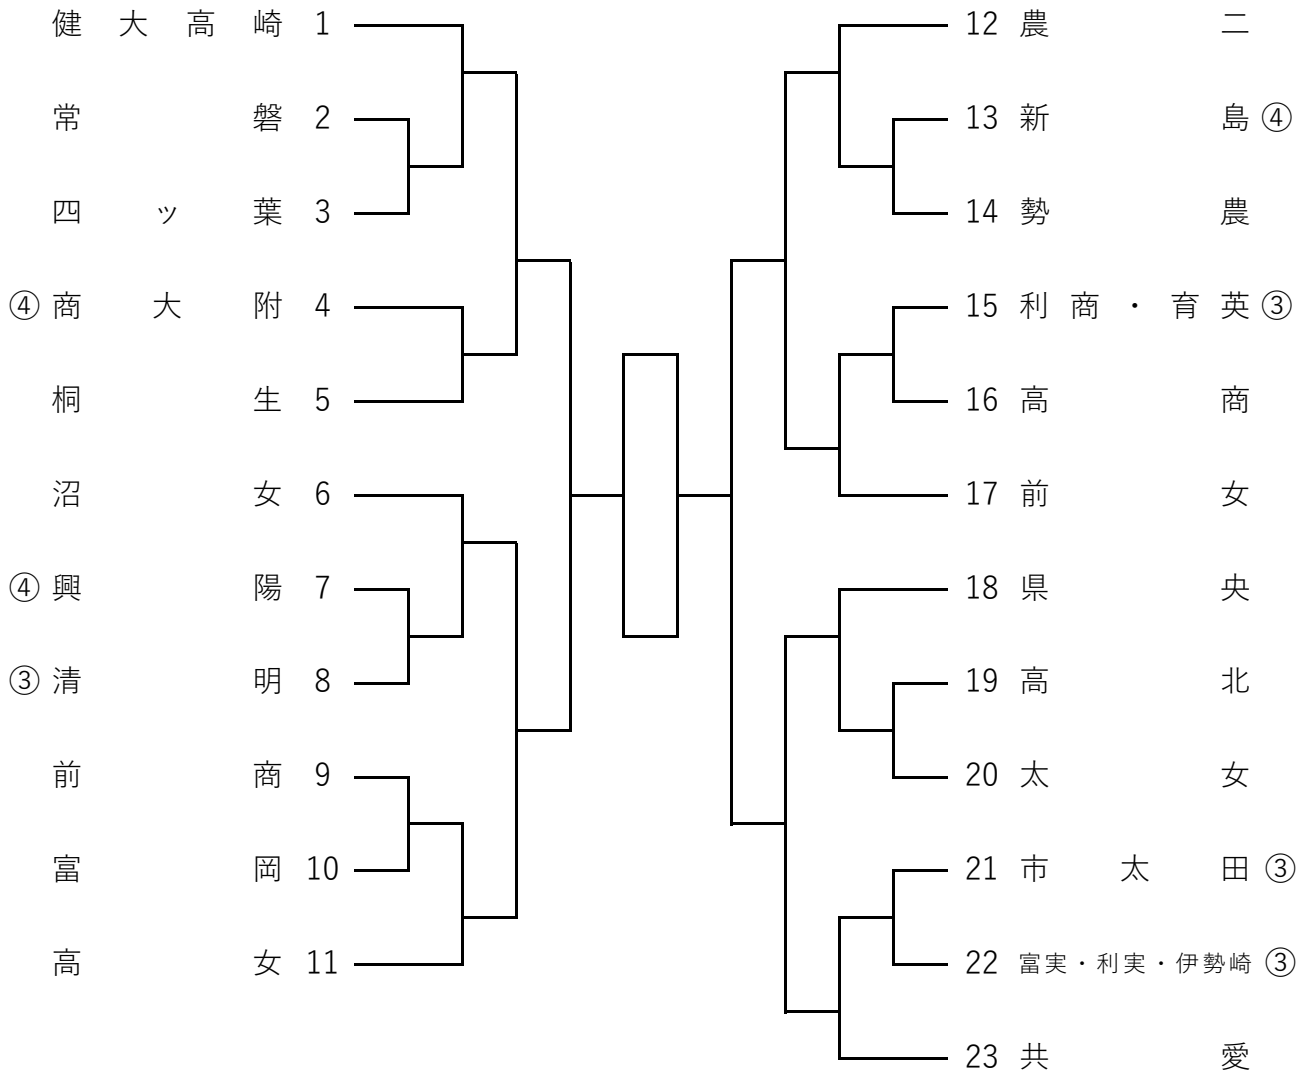 健大高崎 1
常磐 2
四ッ葉 3
④ 商大附 4
桐生 5
沼女 6
④ 興陽 7
③ 清明 8
前商 9
富岡 10
高女 11
12 農二
13 新島 ④
14 勢農
15 利商・育英 ③
16 高商
17 前女
18 県央
19 高北
20 太女
21 市太田 ③
22 富実・利実・伊勢崎 ③
23 共愛